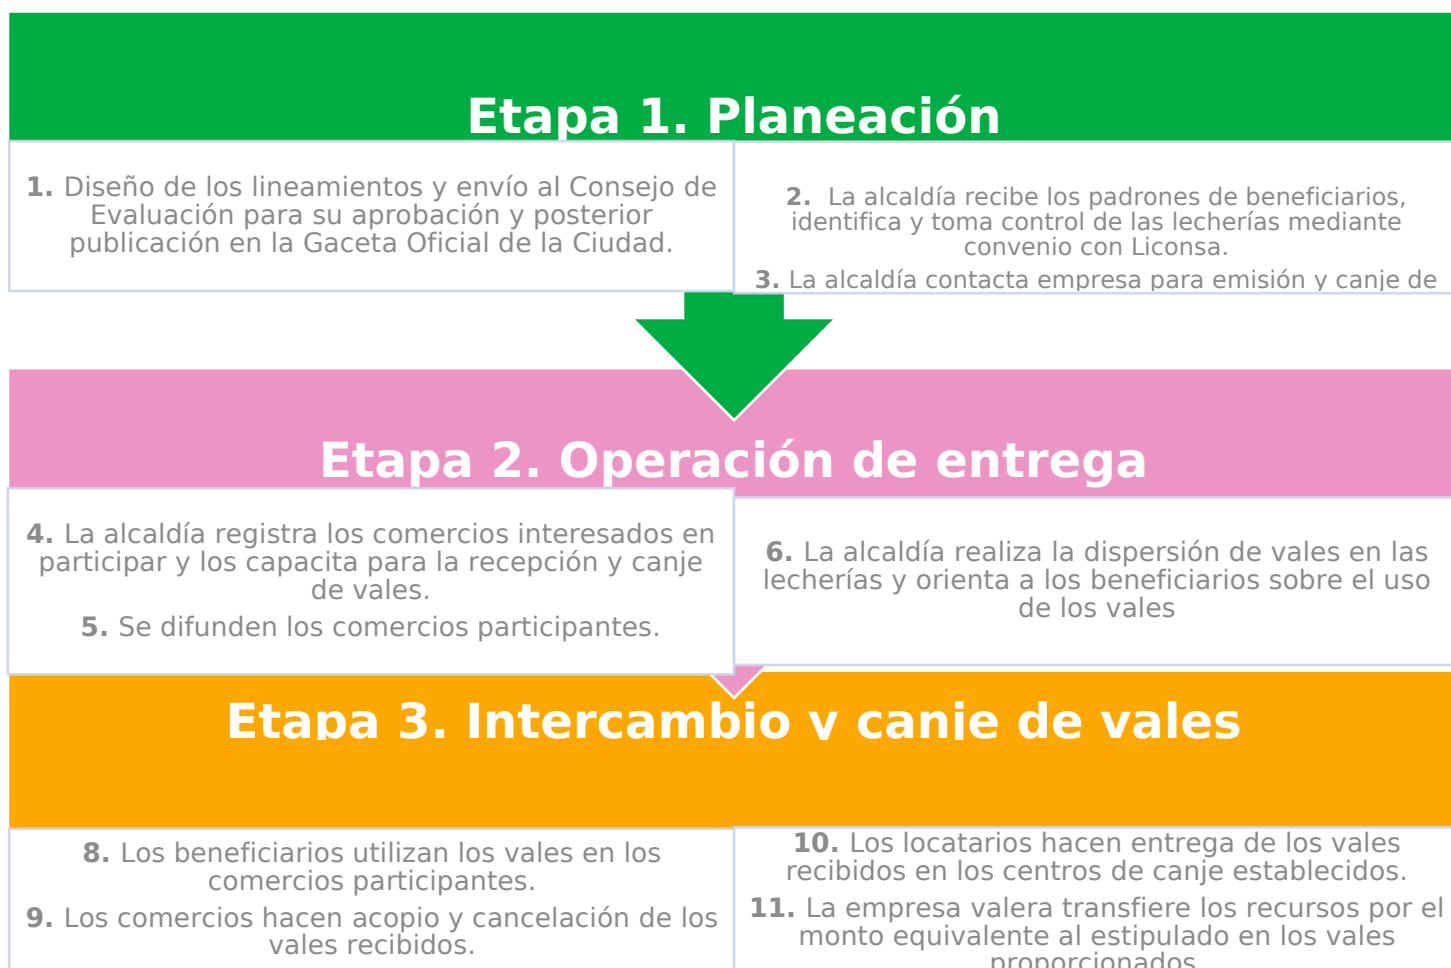 Etapa 1. Planeación
1. Diseño de los lineamientos y envío al Consejo de
Evaluación para su aprobación y posterior
publicación en la Gaceta Oficial de la Ciudad.
2. La alcaldía recibe los padrones de beneficiarios,
identifica y toma control de las lecherías mediante
convenio con Liconsa.
3. La alcaldía contacta empresa para emisión y canje de
Etapa 2. Operación de entrega
4. La alcaldía registra los comercios interesados en
participar y los capacita para la recepción y canje
de vales.
5. Se difunden los comercios participantes.
6. La alcaldía realiza la dispersión de vales en las
lecherías y orienta a los beneficiarios sobre el uso
de los vales
Etapa 3. Intercambio y canje de vales
8. Los beneficiarios utilizan los vales en los
comercios participantes.
9. Los comercios hacen acopio y cancelación de los
vales recibidos.
10. Los locatarios hacen entrega de los vales
recibidos en los centros de canje establecidos.
11. La empresa valera transfiere los recursos por el
monto equivalente al estipulado en los vales
proporcionados